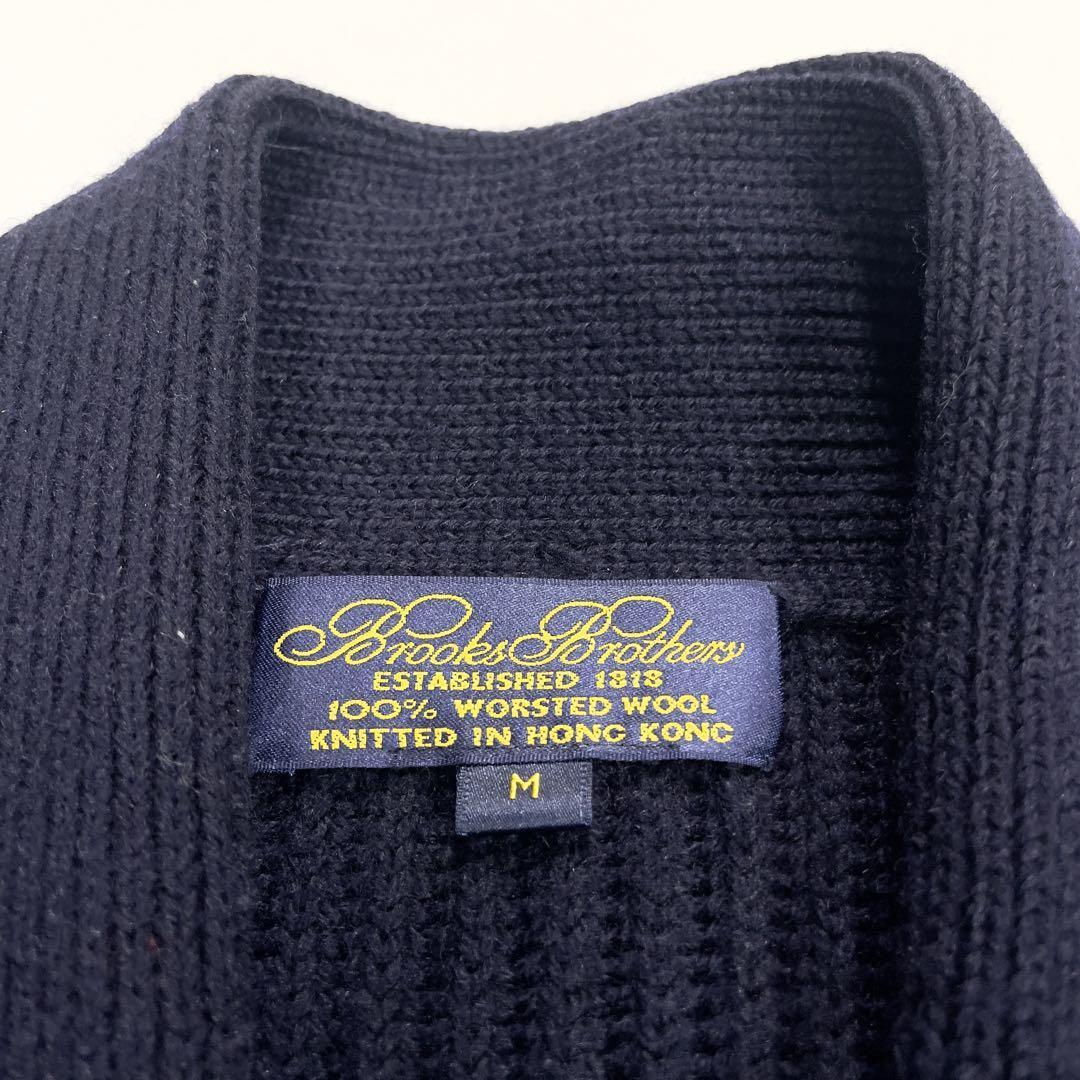 Brooks Brothers
ESTABLISHED 1818
100% WORSTED WOOL
KNITTED IN HONG KONG
M